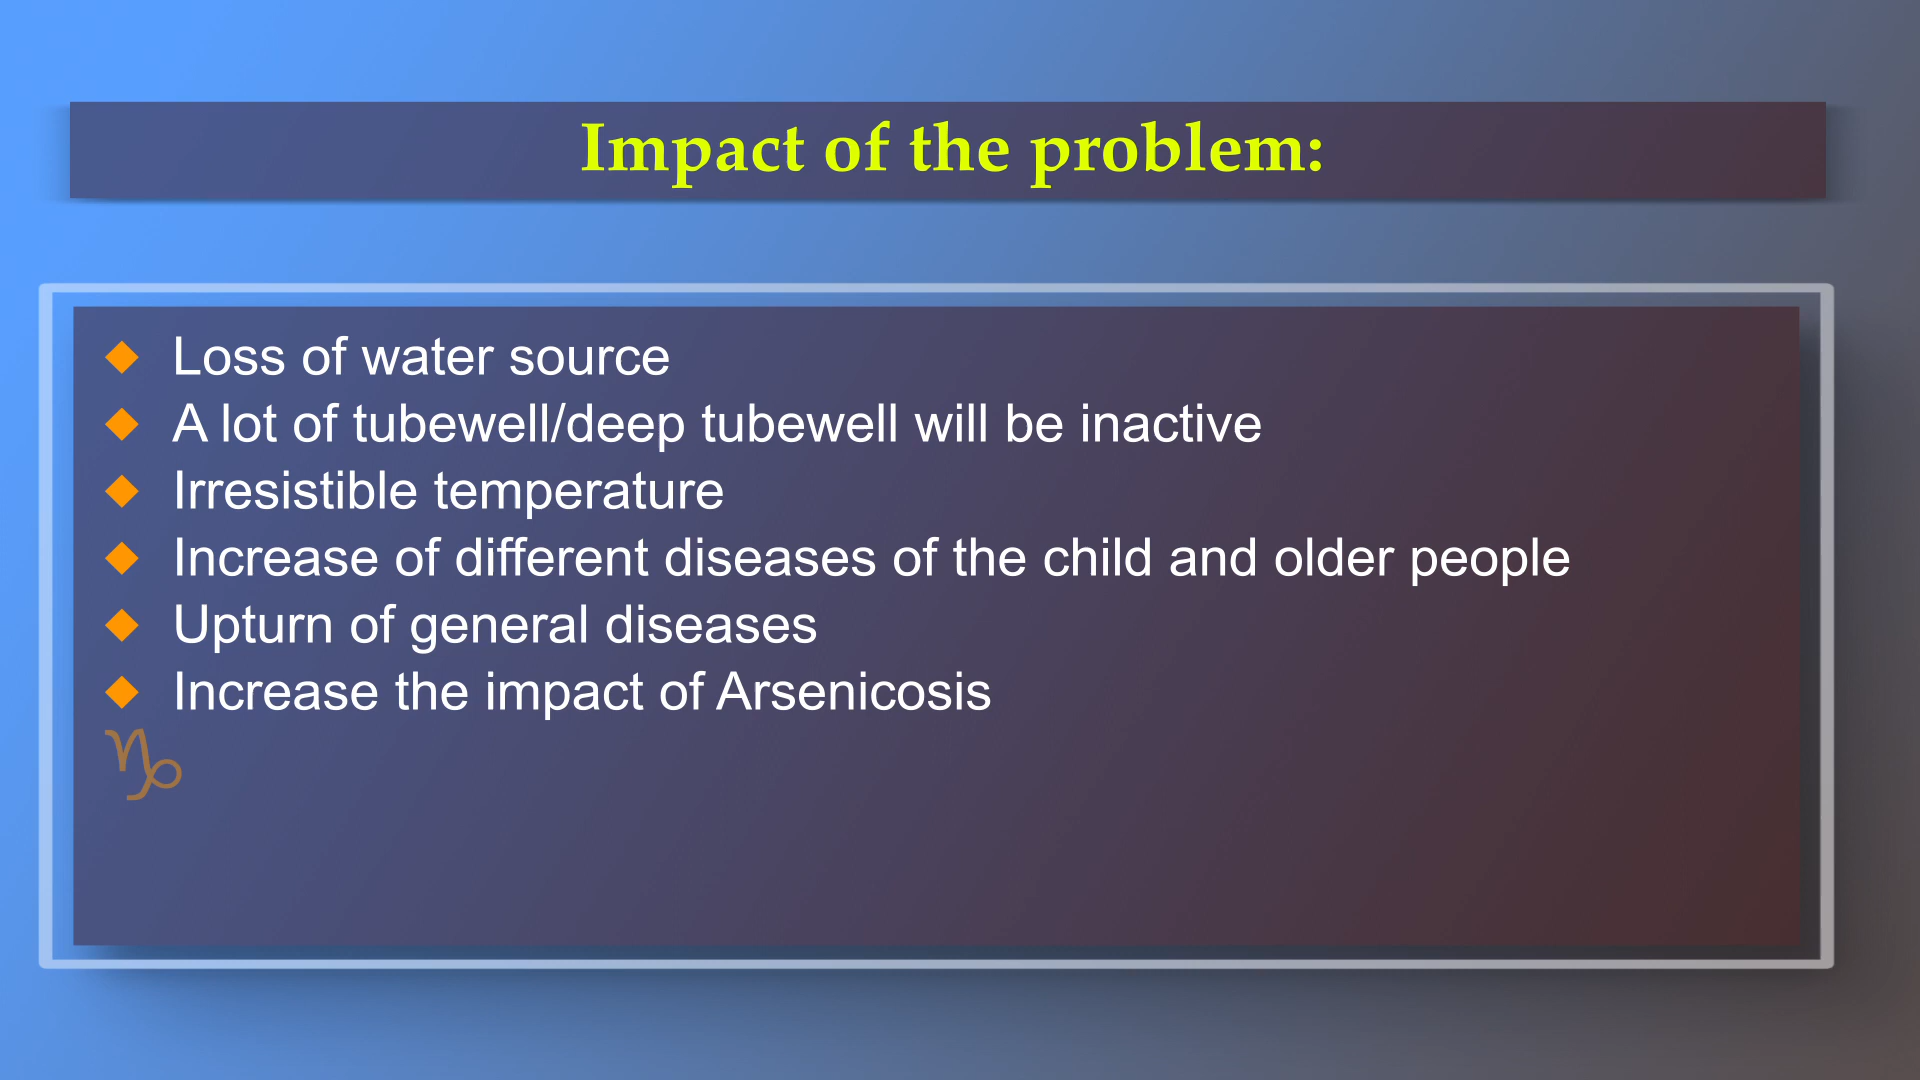 Impact of the problem:
◆ Loss of water source
◆ A lot of tubewell/deep tubewell will be inactive
◆ Irresistible temperature
◆ Increase of different diseases of the child and older people
◆ Upturn of general diseases
◆ Increase the impact of Arsenicosis
♑